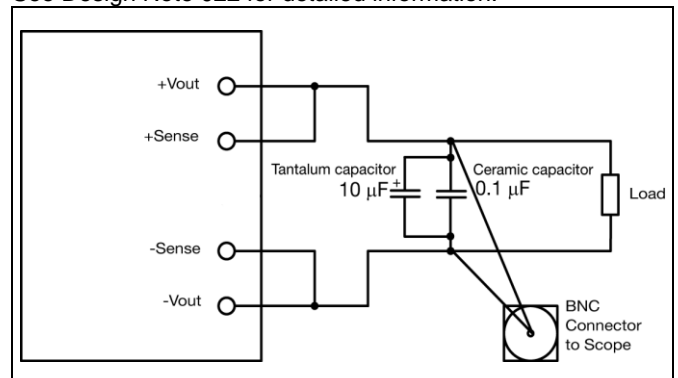 See Design Note 022 for detailed information.
+Vout
+Sense
Tantalum capacitor
10 µF
+
Ceramic capacitor
0.1 µF
Load
-Sense
-Vout
BNC
Connector
to Scope